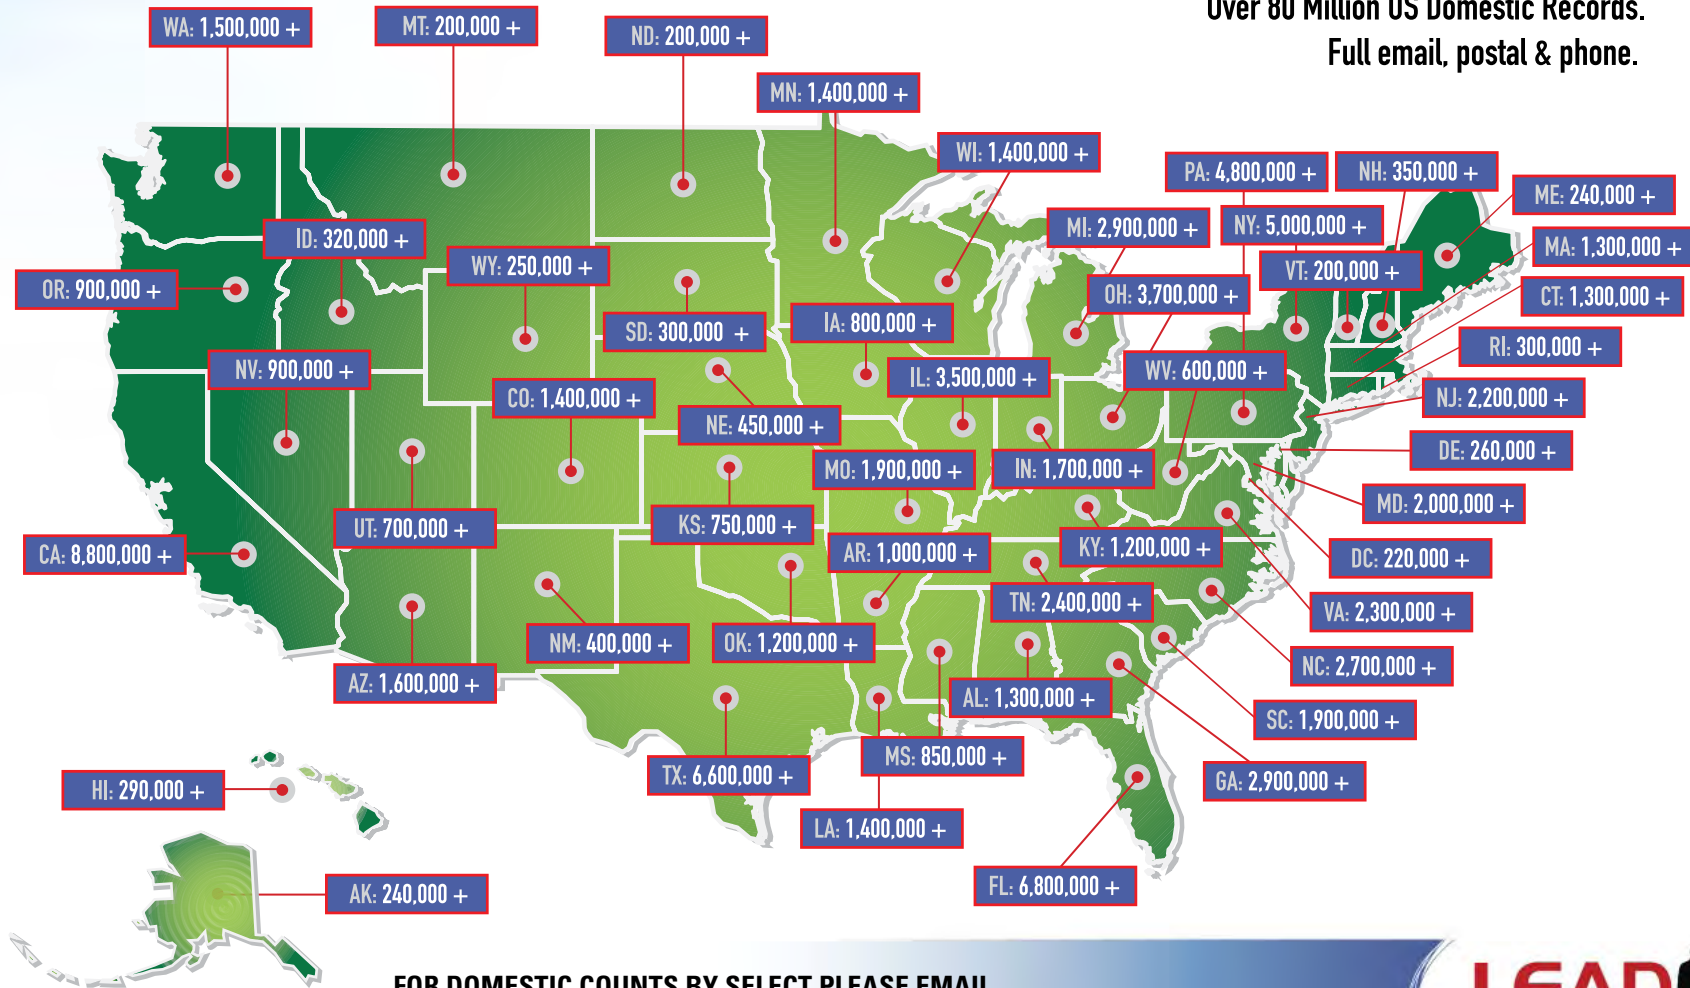 Over 80 Million US Domestic Records.
Full email, postal & phone.
WA: 1,500,000 +
MT: 200,000 +
ND: 200,000 +
MN: 1,400,000 +
WI: 1,400,000 +
PA: 4,800,000 +
NH: 350,000 +
ME: 240,000 +
MI: 2,900,000 +
NY: 5,000,000 +
MA: 1,300,000 +
ID: 320,000 +
WY: 250,000 +
VT: 200,000 +
OR: 900,000 +
OH: 3,700,000 +
CT: 1,300,000 +
SD: 300,000 +
IA: 800,000 +
RI: 300,000 +
NV: 900,000 +
IL: 3,500,000 +
WV: 600,000 +
CO: 1,400,000 +
NJ: 2,200,000 +
NE: 450,000 +
DE: 260,000 +
MO: 1,900,000 +
IN: 1,700,000 +
MD: 2,000,000 +
UT: 700,000 +
KS: 750,000 +
CA: 8,800,000 +
AR: 1,000,000 +
KY: 1,200,000 +
DC: 220,000 +
TN: 2,400,000 +
VA: 2,300,000 +
NM: 400,000 +
OK: 1,200,000 +
NC: 2,700,000 +
AZ: 1,600,000 +
AL: 1,300,000 +
SC: 1,900,000 +
MS: 850,000 +
TX: 6,600,000 +
GA: 2,900,000 +
HI: 290,000 +
LA: 1,400,000 +
FL: 6,800,000 +
AK: 240,000 +
FOR DOMESTIC COUNTS BY SELECT PLEASE EMAIL
LEAD